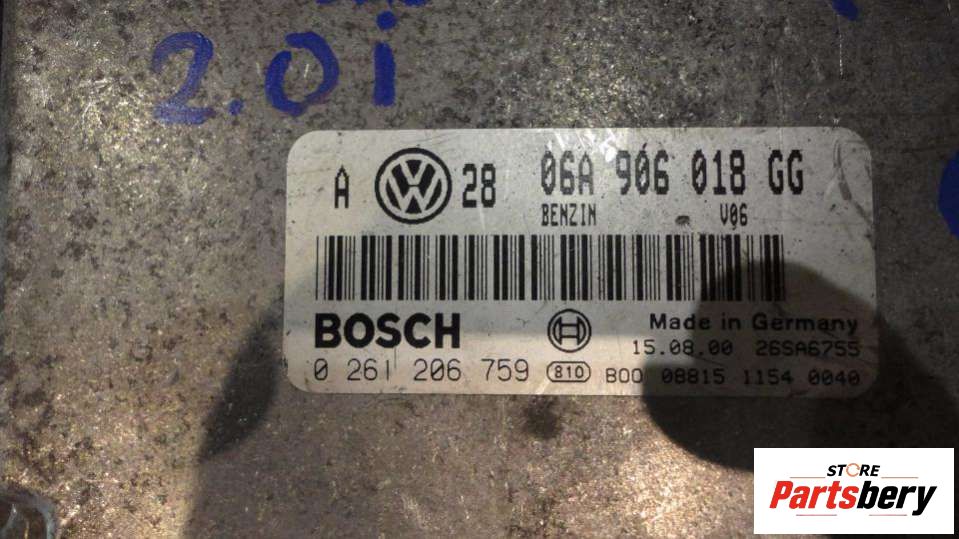 2.0i
A VW 28 06A 906 018 GG
BENZIN V06
BOSCH Made in Germany
15.08.00 26SA6755
0 261 206 759 810 B00 08815 1154 0040
STORE
Partsbery